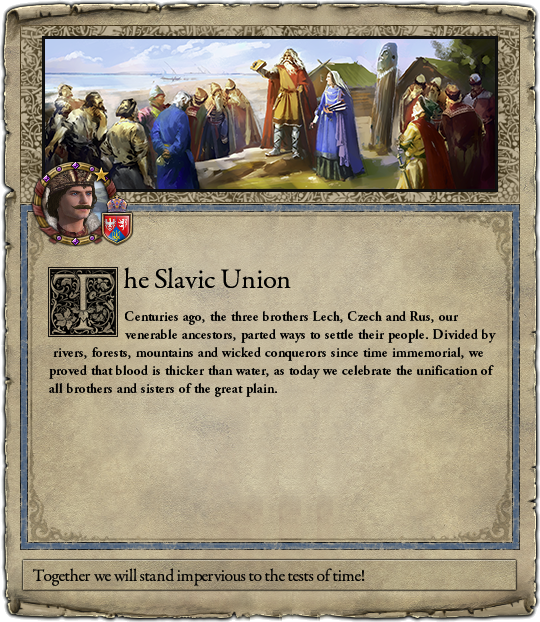 The Slavic Union
Centuries ago, the three brothers Lech, Czech and Rus, our
venerable ancestors, parted ways to settle their people. Divided by
rivers, forests, mountains and wicked conquerors since time immemorial, we
proved that blood is thicker than water, as today we celebrate the unification of
all brothers and sisters of the great plain.
Together we will stand impervious to the tests of time!